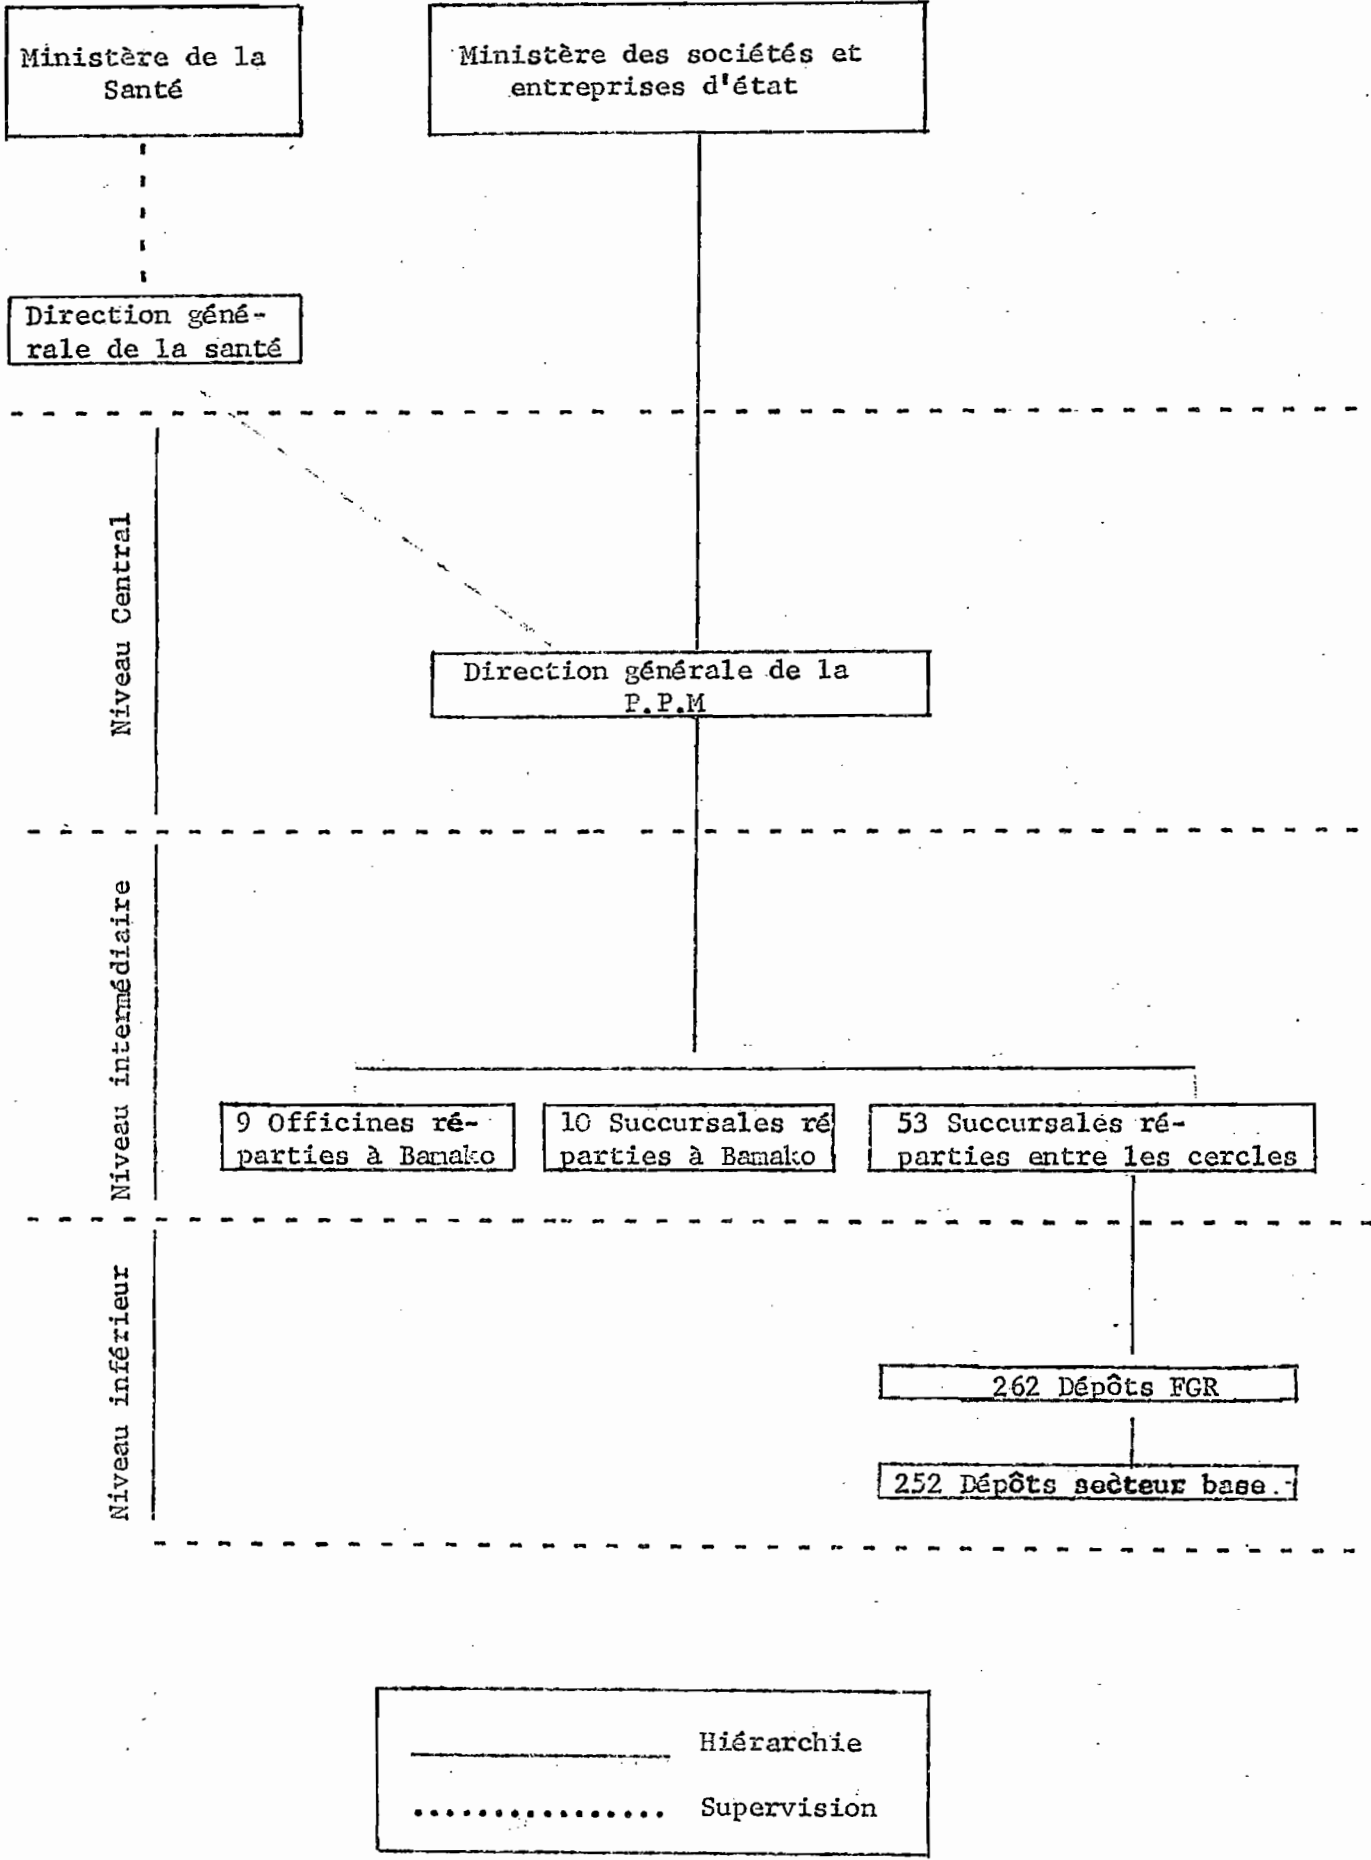 Ministère de la
Santé
Ministère des sociétés et
entreprises d'état
Direction géné-
rale de la santé
Niveau Central
Direction générale de la
P.P.M
Niveau intermédiaire
9 Officines ré-
parties à Bamako
10 Succursales ré
parties à Bamako
53 Succursales ré-
parties entre les cercles
Niveau inférieur
262 Dépôts FGR
252 Dépôts secteur base.
Hiérarchie
Supervision